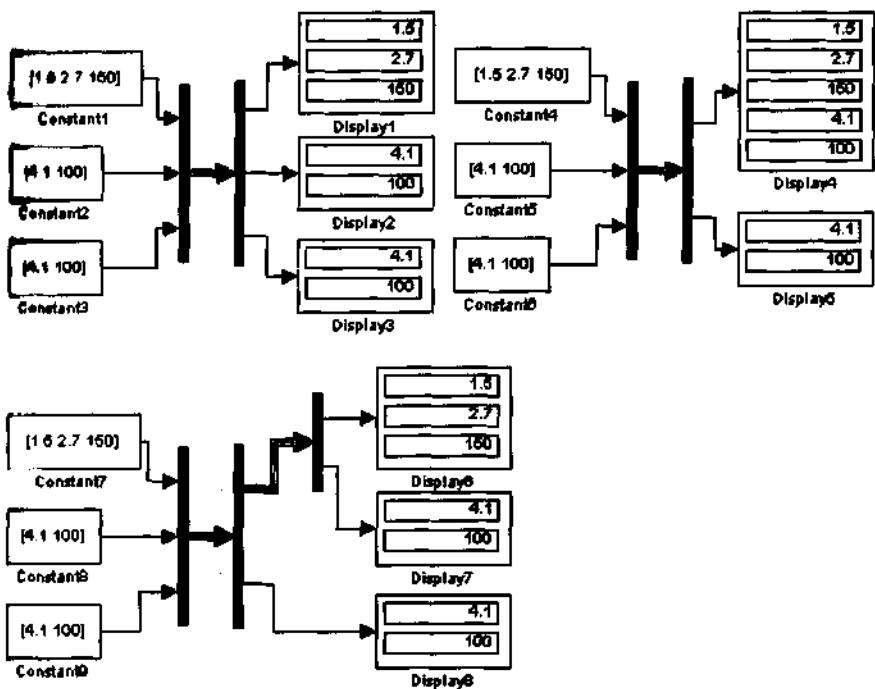 [1.5 2.7 150]
Constant1
[4.1 100]
Constant2
[4.1 100]
Constant3
1.5
2.7
150
Display1
4.1
100
Display2
4.1
100
Display3
[1.5 2.7 150]
Constant4
[4.1 100]
Constant5
[4.1 100]
Constant6
1.5
2.7
150
4.1
100
Display4
4.1
100
Display5
[1.5 2.7 150]
Constant7
[4.1 100]
Constant8
[4.1 100]
Constant9
1.5
2.7
150
Display6
4.1
100
Display7
4.1
100
Display8